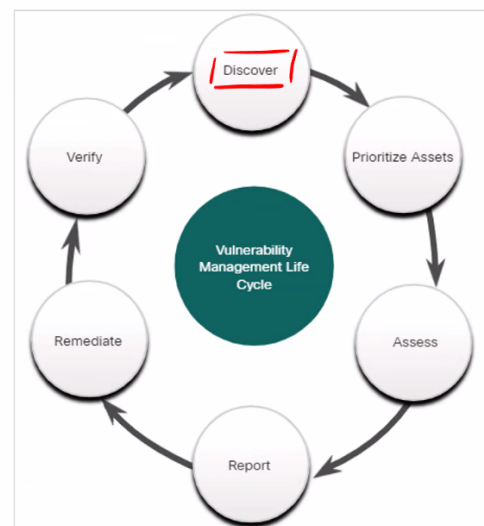 Discover
Verify
Prioritize Assets
Vulnerability
Management Life
Cycle
Remediate
Assess
Report